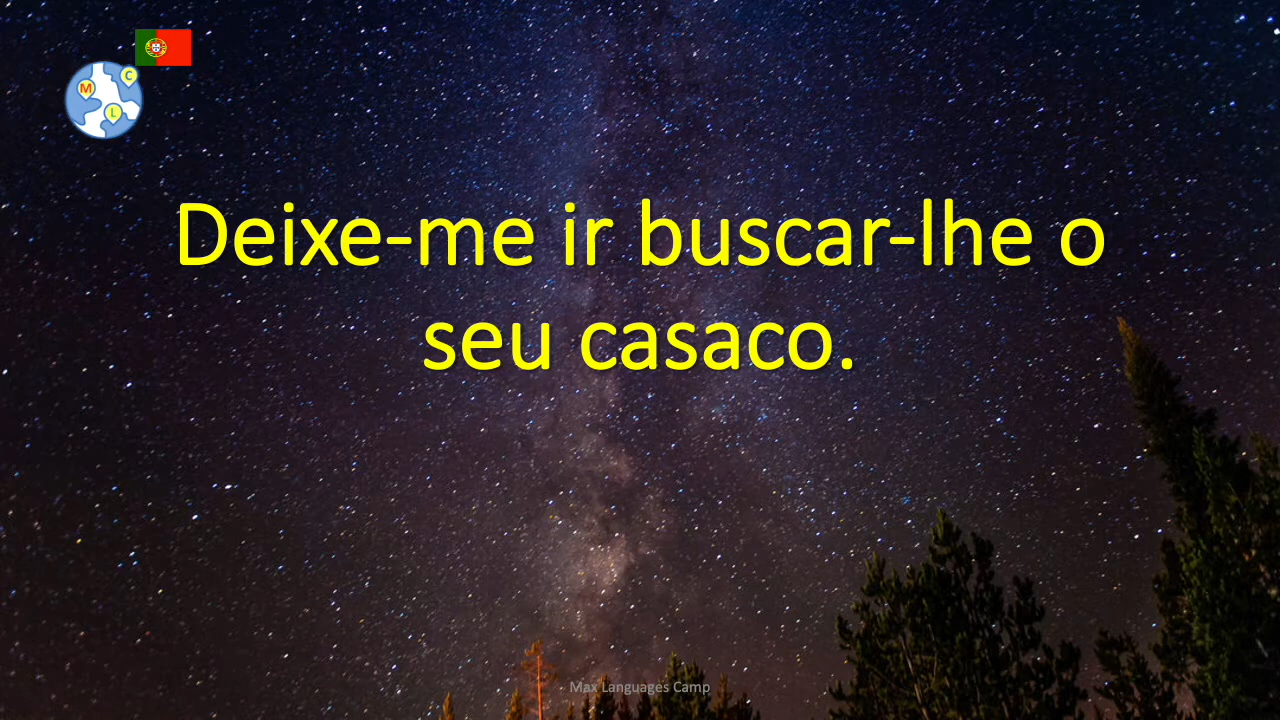 C
M
L
Deixe-me ir buscar-lhe o
seu casaco.
Max Languages Camp